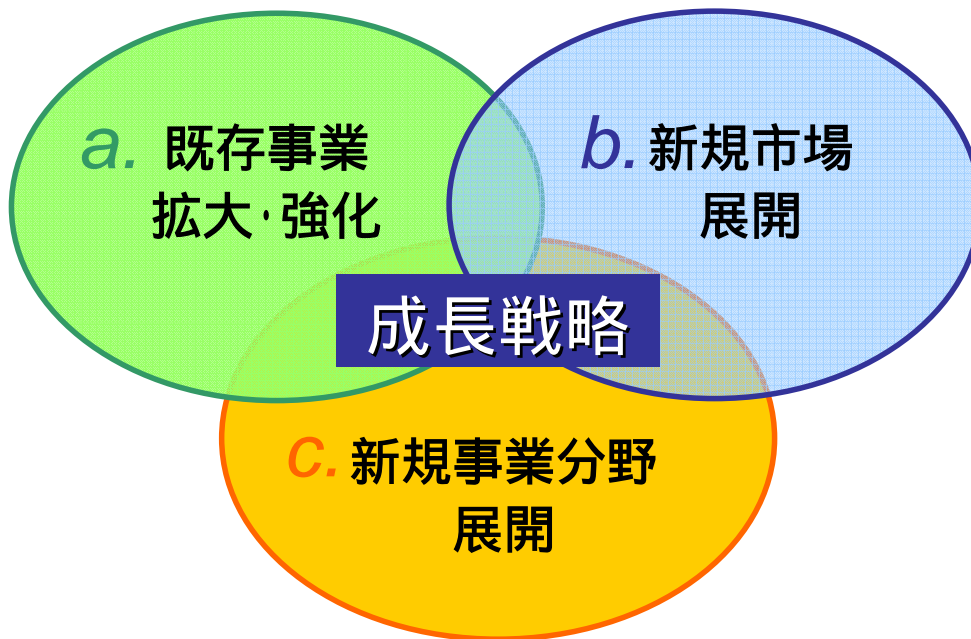 a. 既存事業
拡大・強化
b. 新規市場
展開
成長戦略
c. 新規事業分野
展開